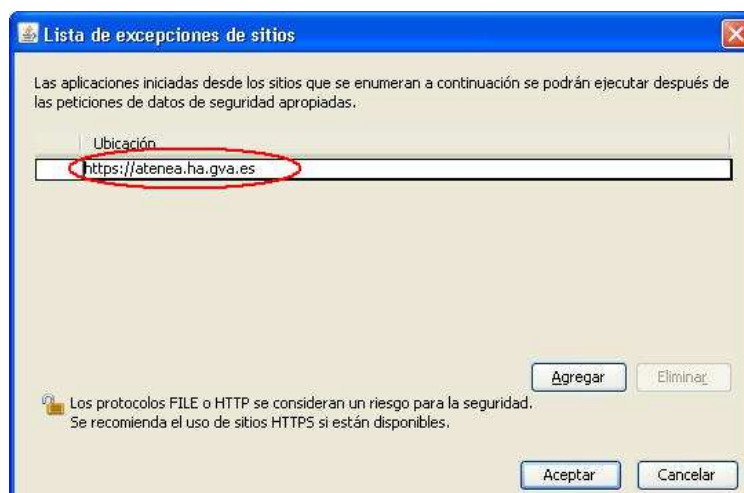 Lista de excepciones de sitios
Las aplicaciones iniciadas desde los sitios que se enumeran a continuación se podrán ejecutar después de
las peticiones de datos de seguridad apropiadas.
Ubicación
https://atenea.ha.gva.es
Agregar
Eliminar
Los protocolos FILE o HTTP se consideran un riesgo para la seguridad.
Se recomienda el uso de sitios HTTPS si están disponibles.
Aceptar
Cancelar